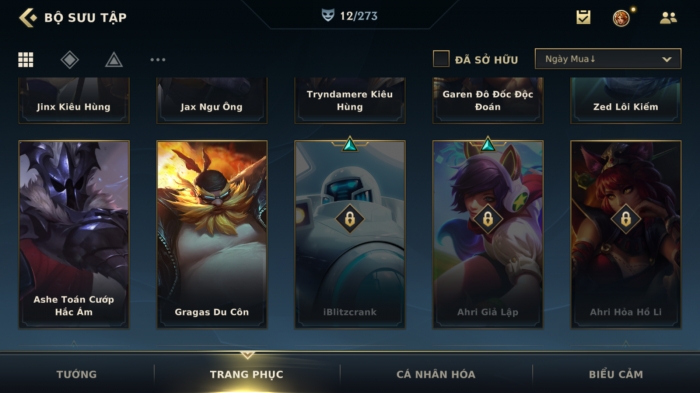 BỘ SƯU TẬP
12/273
ĐÃ SỞ HỮU
Ngày Mua↓
Jinx Kiêu Hùng
Jax Ngư Ông
Tryndamere Kiêu
Hùng
Garen Đô Đốc Độc
Đoán
Zed Lôi Kiếm
Ashe Toán Cướp
Hắc Ám
Gragas Du Côn
iBlitzcrank
Ahri Giả Lập
Ahri Hỏa Hồ Li
TƯỚNG
TRANG PHỤC
CÁ NHÂN HÓA
BIỂU CẢM